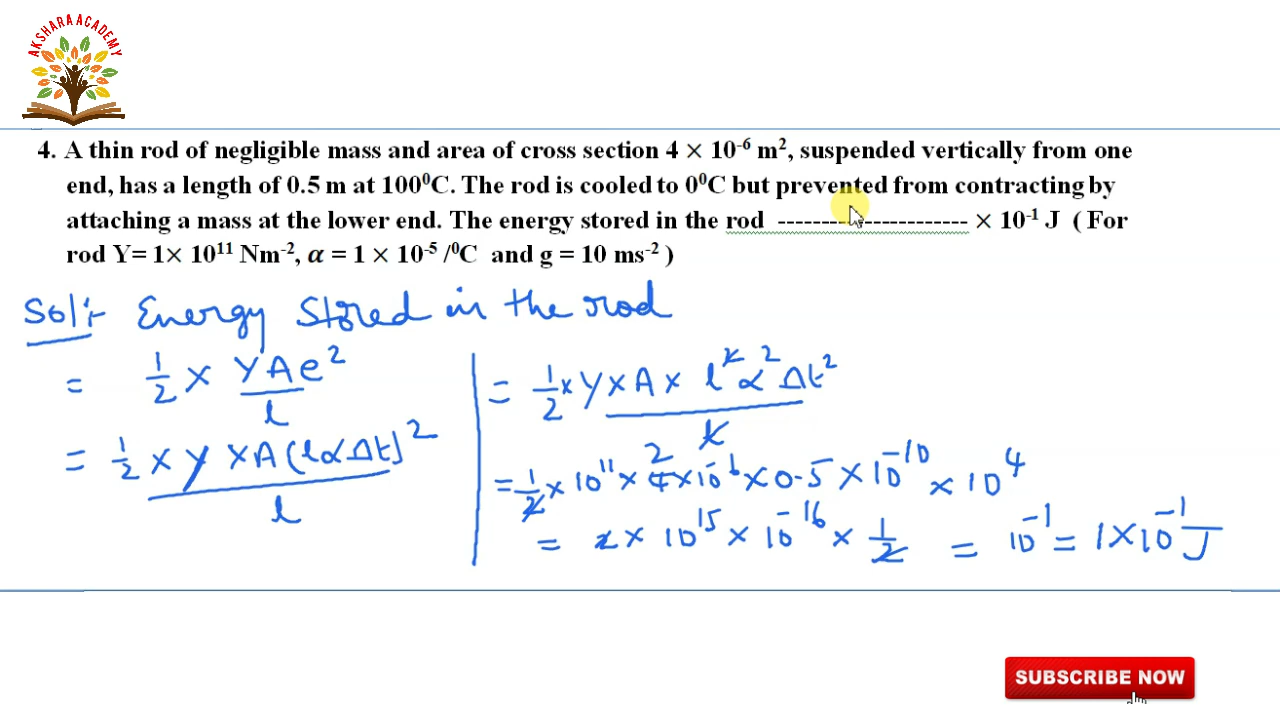 AKSHARA ACADEMY
4. A thin rod of negligible mass and area of cross section 4 × 10⁻⁶ m², suspended vertically from one
end, has a length of 0.5 m at 100⁰C. The rod is cooled to 0⁰C but prevented from contracting by
attaching a mass at the lower end. The energy stored in the rod ------------------------ × 10⁻¹ J ( For
rod Y= 1× 10¹¹ Nm⁻², α = 1 × 10⁻⁵ /⁰C and g = 10 ms⁻² )
Sol:- Energy Stored in the rod
= 1/2 × YAe²/l
= 1/2 × Y × A (lα Δt)²/l
= 1/2 × Y × A × l² α² Δt²/l
= 1/2 × 10¹¹ × 4 × 10⁻⁶ × 0.5 × 10⁻¹⁰ × 10⁴
2
= 2 × 10¹⁵ × 10⁻¹⁶ × 1/2 = 10⁻¹ = 1 × 10⁻¹ J
SUBSCRIBE NOW